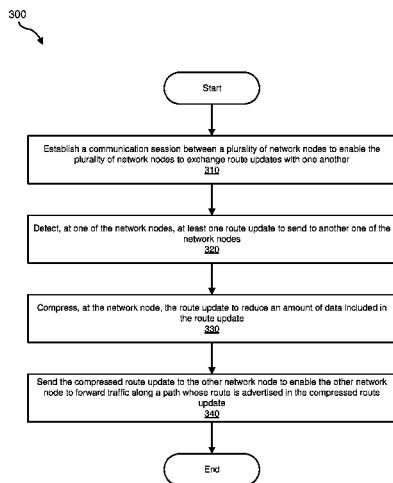 300
Start
Establish a communication session between a plurality of network nodes to enable the
plurality of network nodes to exchange route updates with one another
310
Detect, at one of the network nodes, at least one route update to send to another one of the
network nodes
320
Compress, at the network node, the route update to reduce an amount of data included in
the route update
330
Send the compressed route update to the other network node to enable the other network
node to forward traffic along a path whose route is advertised in the compressed route
update
340
End